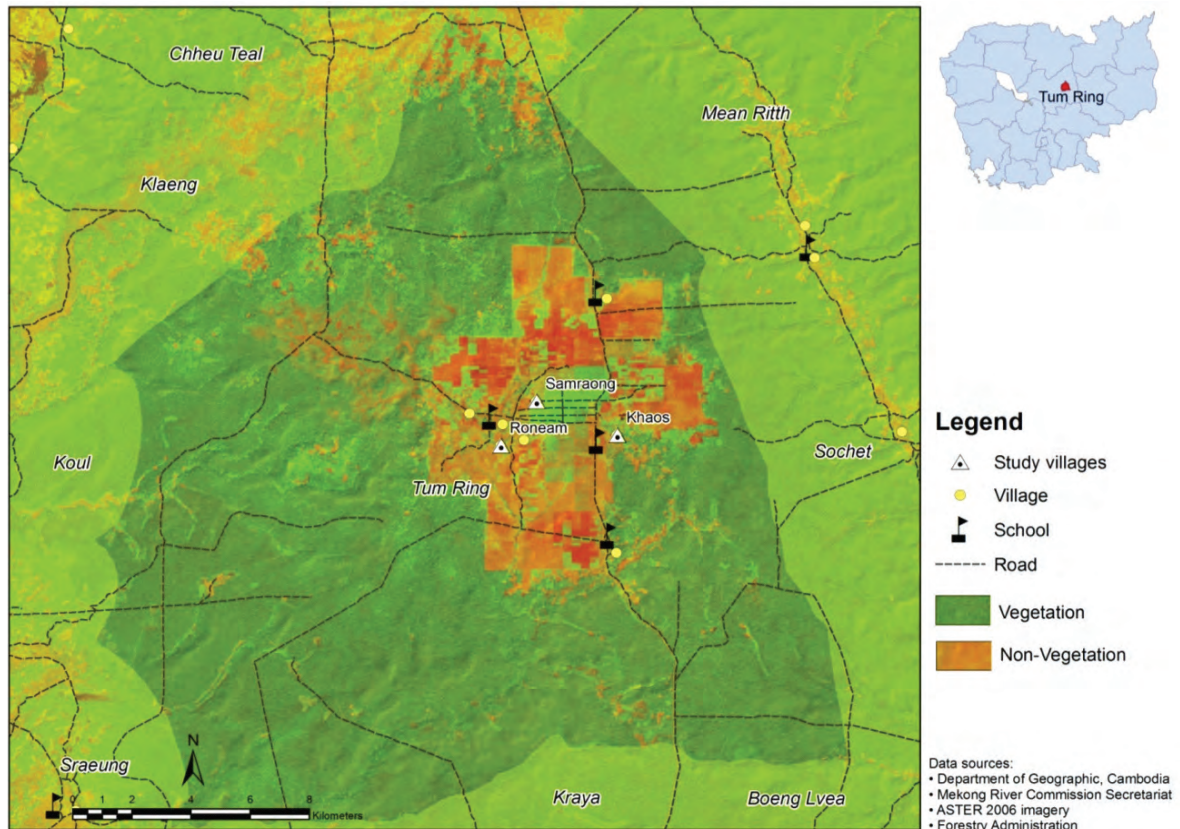 Chheu Teal
Mean Ritth
Tum Ring
Klaeng
Samraong
Khaos
Roneam
Koul
Tum Ring
Sochet
N
Sraeung
Kraya
Boeng Lvea
0 1 2 4 6 8
Kilometers
Legend
Study villages
Village
School
Road
Vegetation
Non-Vegetation
Data sources:
• Department of Geographic, Cambodia
• Mekong River Commission Secretariat
• ASTER 2006 imagery
• Forestry Administration